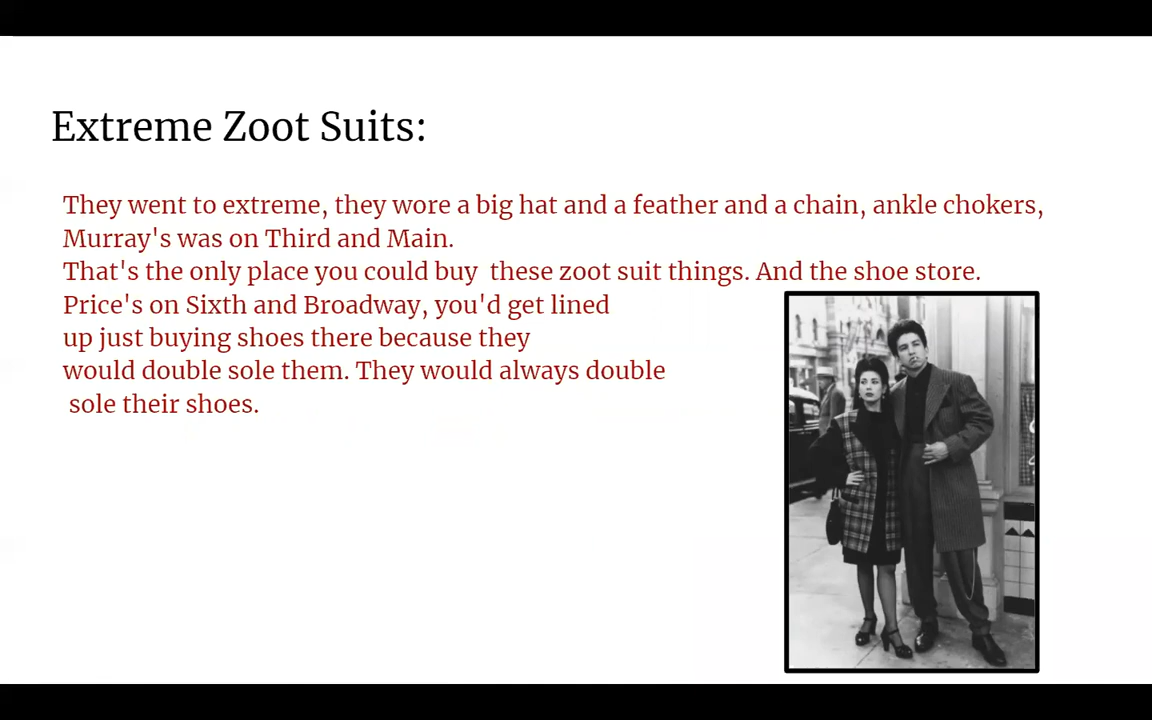 Extreme Zoot Suits:
They went to extreme, they wore a big hat and a feather and a chain, ankle chokers,
Murray's was on Third and Main.
That's the only place you could buy  these zoot suit things. And the shoe store.
Price's on Sixth and Broadway, you'd get lined
up just buying shoes there because they
would double sole them. They would always double
sole their shoes.